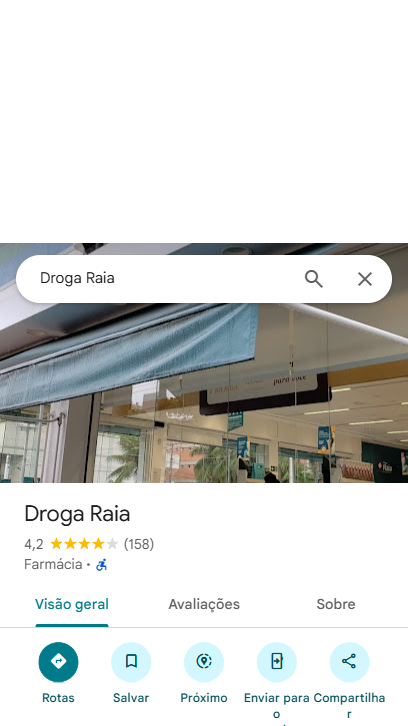 Droga Raia
para você
Droga Raia
4,2 (158)
Farmácia ·
Visão geral Avaliações Sobre
Rotas Salvar Próximo Enviar para o Compartilhar